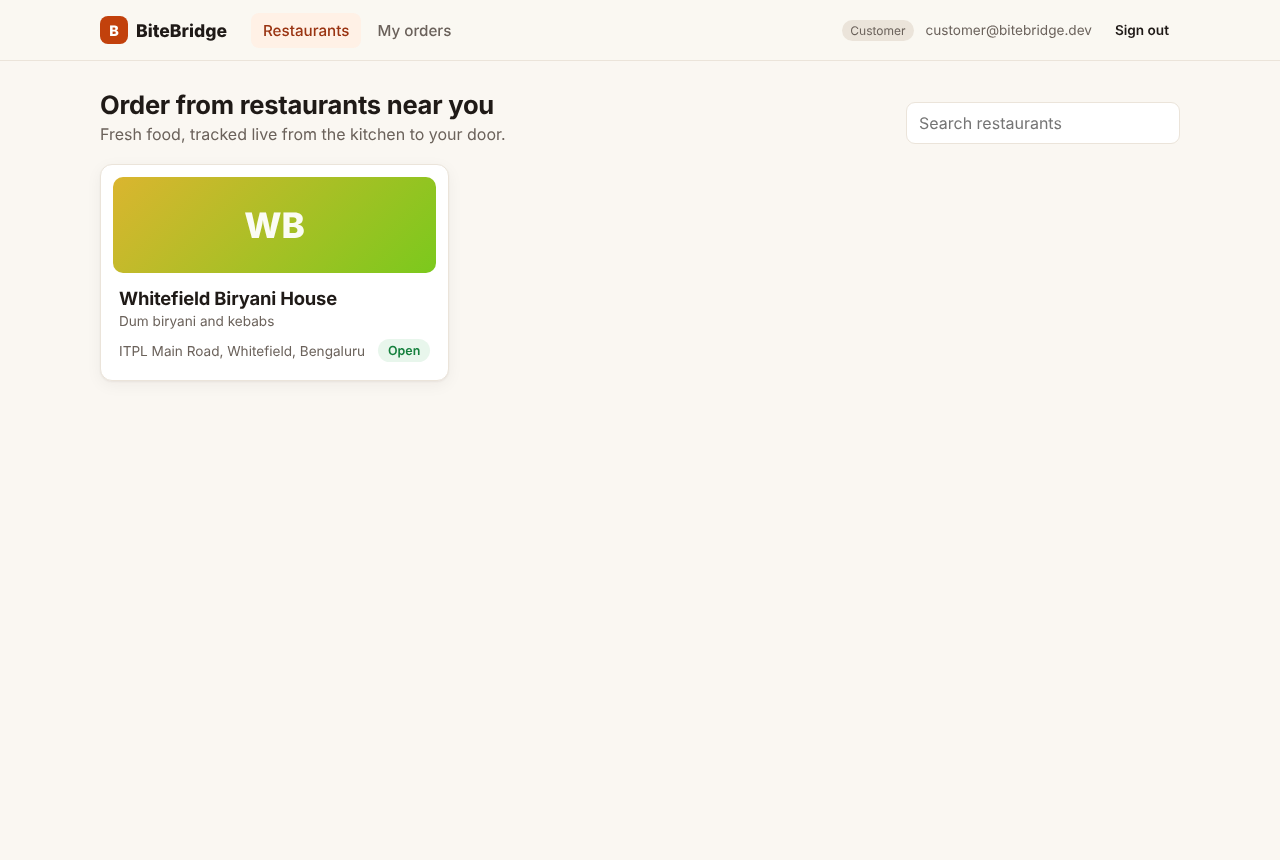 B BiteBridge Restaurants My orders Customer customer@bitebridge.dev Sign out
Order from restaurants near you
Fresh food, tracked live from the kitchen to your door.
Search restaurants
WB
Whitefield Biryani House
Dum biryani and kebabs
ITPL Main Road, Whitefield, Bengaluru Open